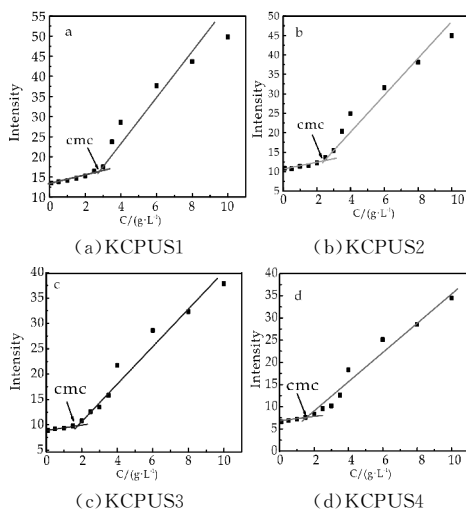 a
b
55
50
45
40
35
30
25
20
15
10
Intensity
cmc
0 2 4 6 8 10
C/(g·L⁻¹)
50
45
40
35
30
25
20
15
10
5
0
Intensity
cmc
0 2 4 6 8 10
C/(g·L⁻¹)
(a)KCPUS1
(b)KCPUS2
c
d
40
35
30
25
20
15
10
5
Intensity
cmc
0 2 4 6 8 10
C/(g·L⁻¹)
40
35
30
25
20
15
10
5
0
Intensity
cmc
0 2 4 6 8 10
C/(g·L⁻¹)
(c)KCPUS3
(d)KCPUS4